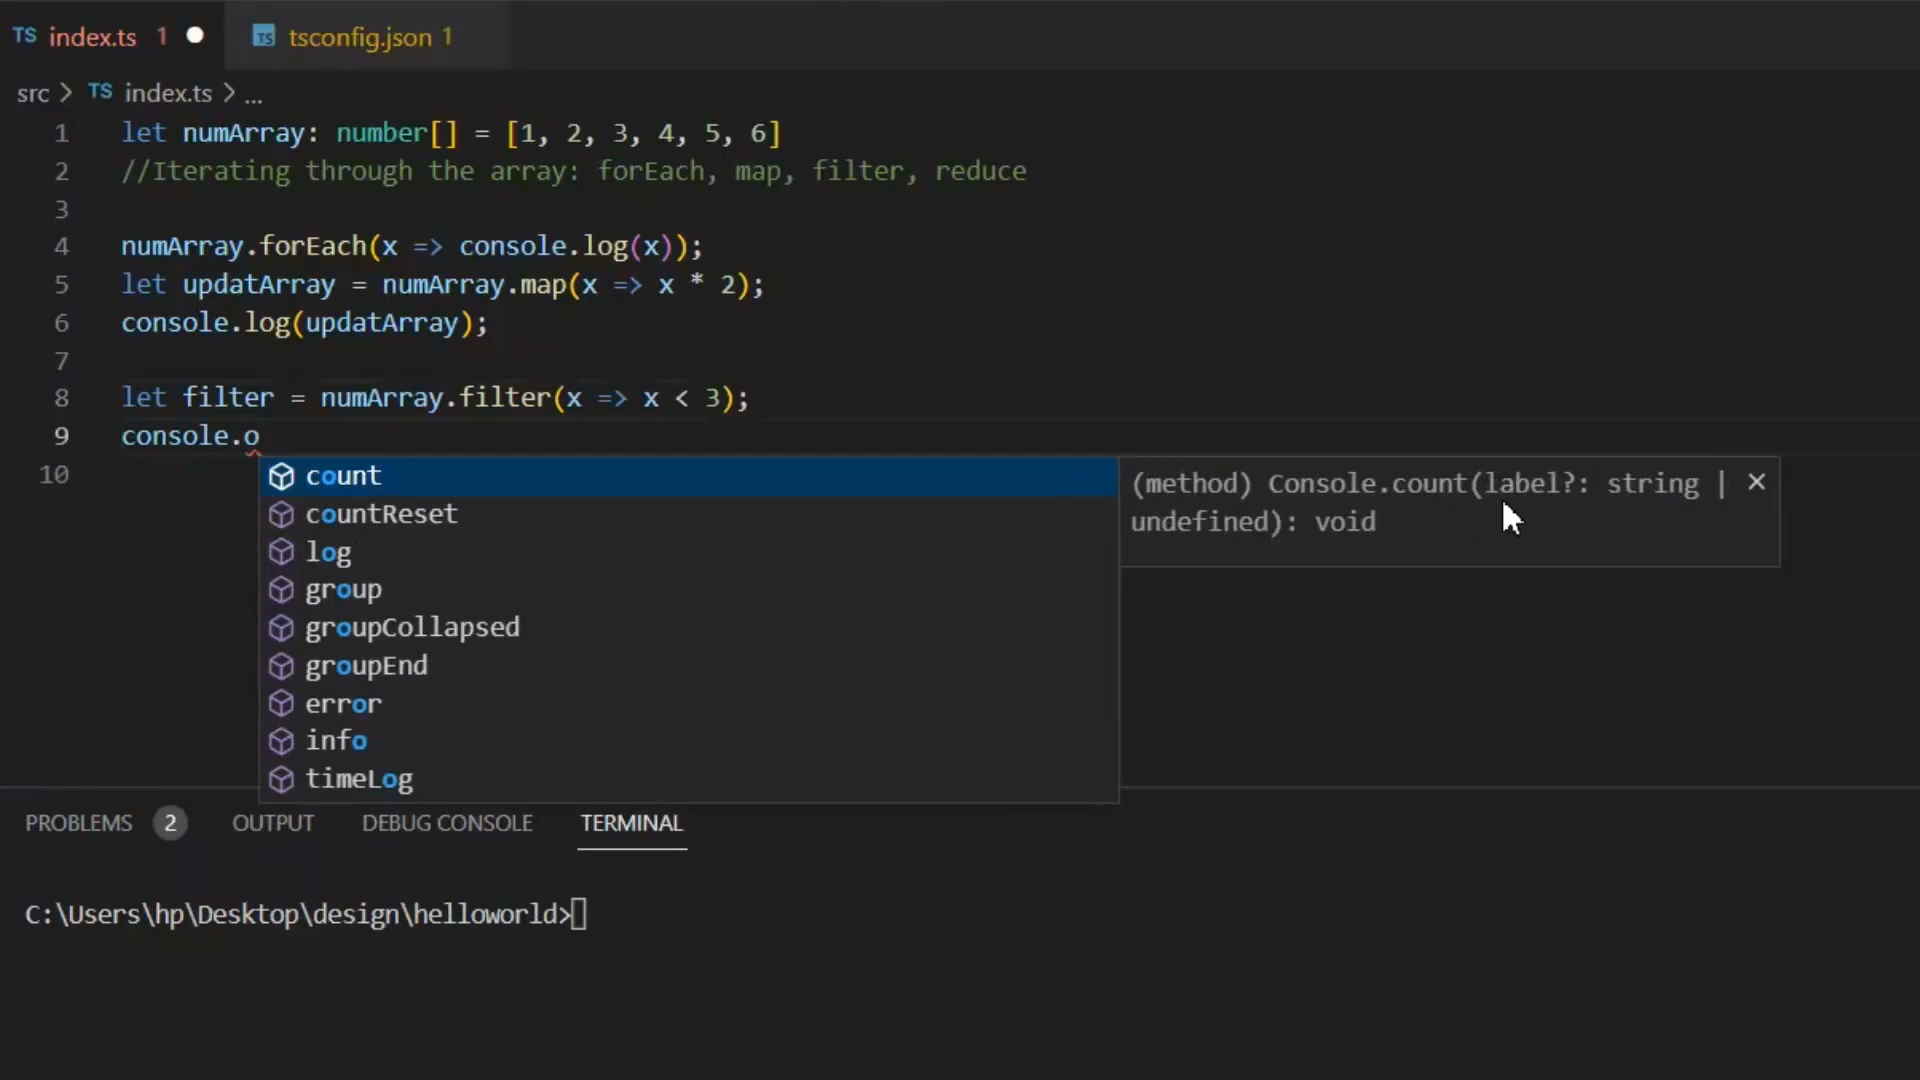 TS index.ts 1 TS tsconfig.json 1
src > TS index.ts > ...
1 let numArray: number[] = [1, 2, 3, 4, 5, 6]
2 //Iterating through the array: forEach, map, filter, reduce
3
4 numArray.forEach(x => console.log(x));
5 let updatArray = numArray.map(x => x * 2);
6 console.log(updatArray);
7
8 let filter = numArray.filter(x => x < 3);
9 console.o
10
count
countReset
log
group
groupCollapsed
groupEnd
error
info
timeLog
(method) Console.count(label?: string |
undefined): void
PROBLEMS 2 OUTPUT DEBUG CONSOLE TERMINAL
C:\Users\hp\Desktop\design\helloworld>